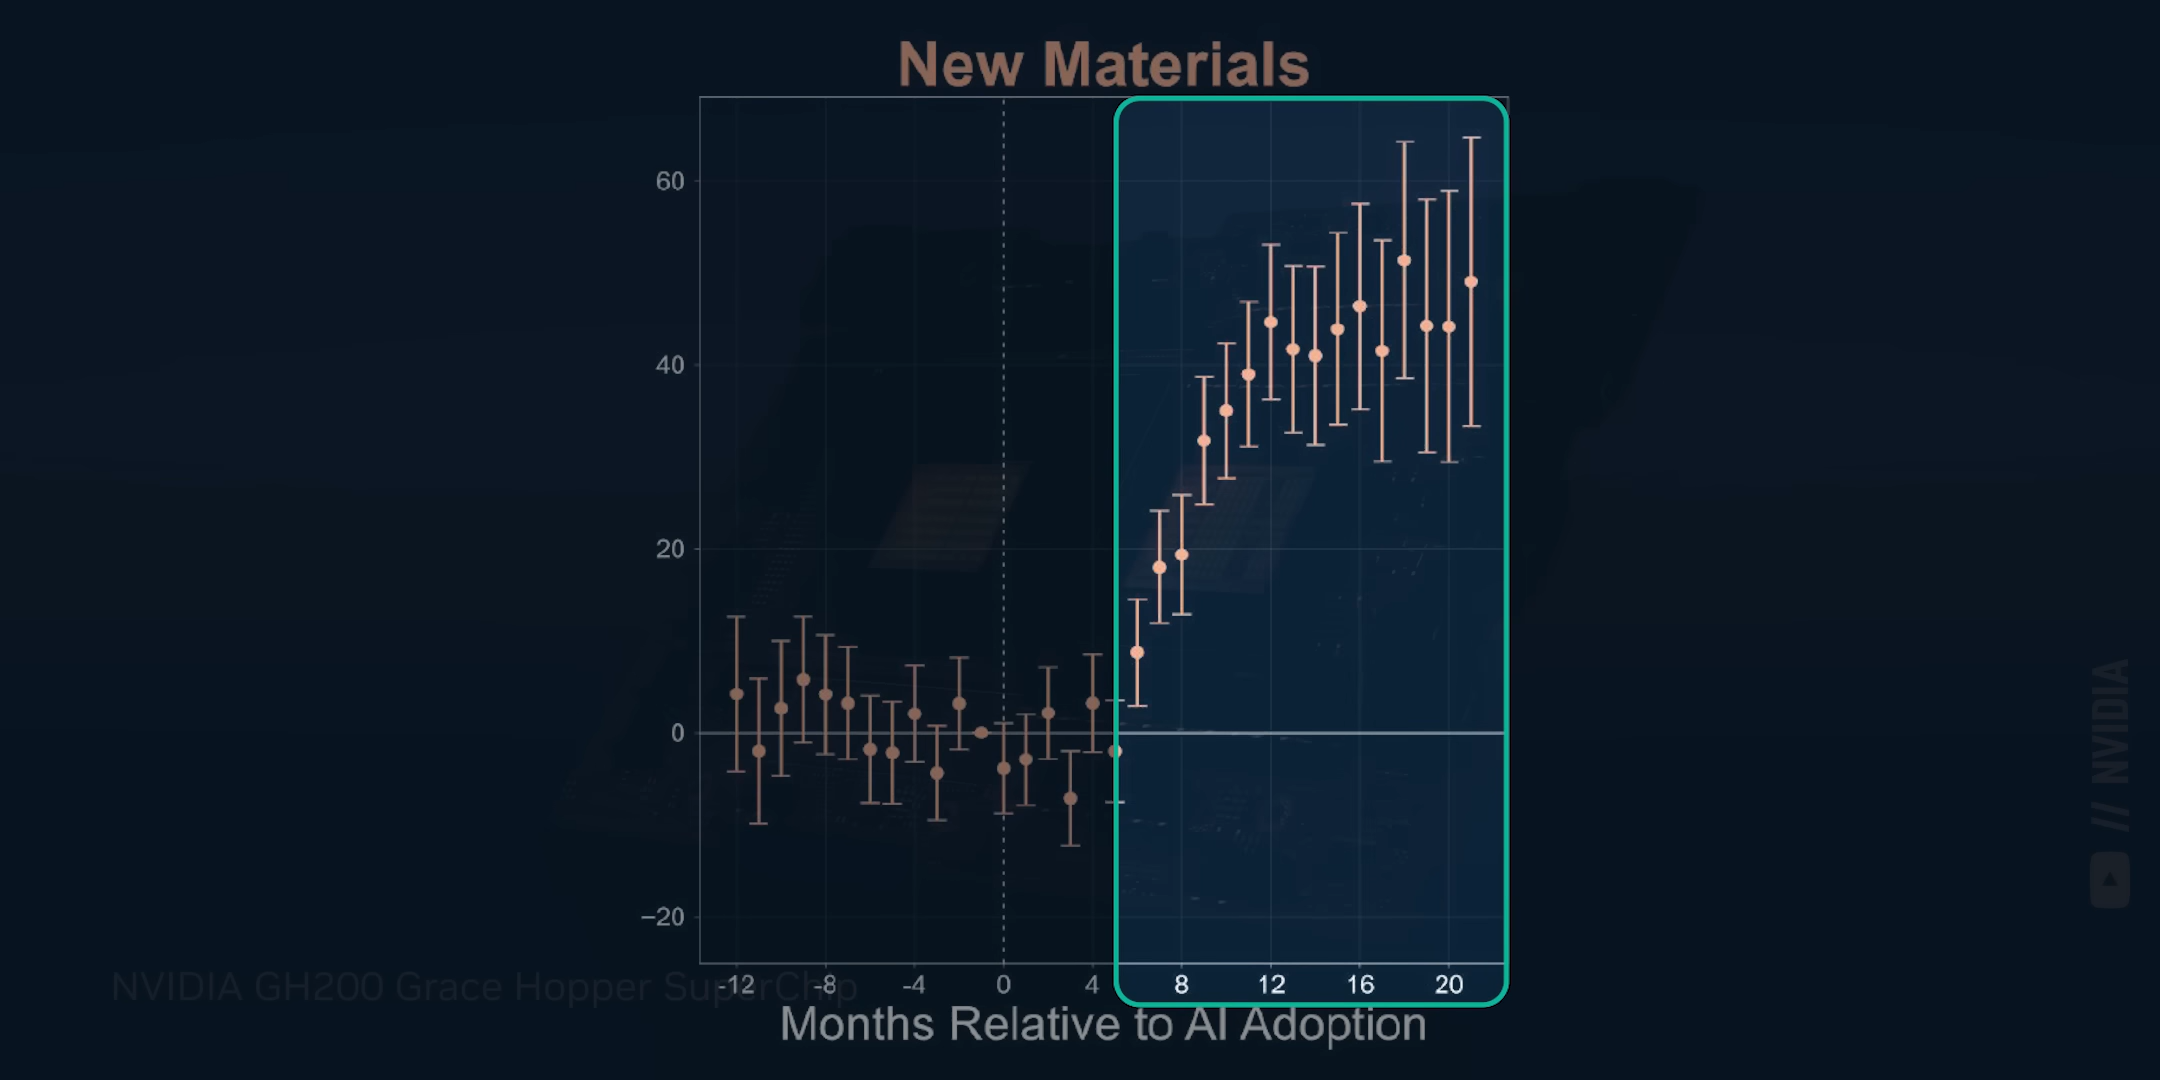 New Materials
60
40
20
0
−20
-12 -8 -4 0 4 8 12 16 20
Months Relative to AI Adoption
NVIDIA GH200 Grace Hopper SuperChip
// NVIDIA